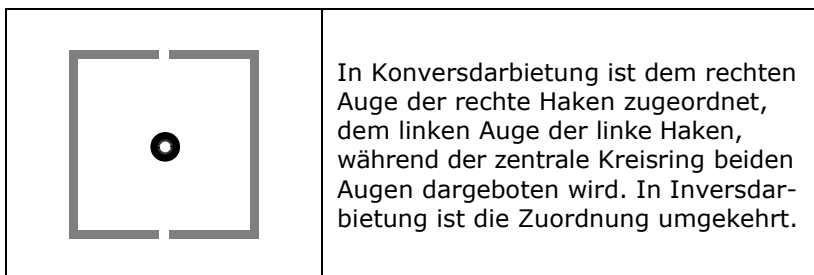 In Konversdarbietung ist dem rechten
Auge der rechte Haken zugeordnet,
dem linken Auge der linke Haken,
während der zentrale Kreisring beiden
Augen dargeboten wird. In Inversdar-
bietung ist die Zuordnung umgekehrt.